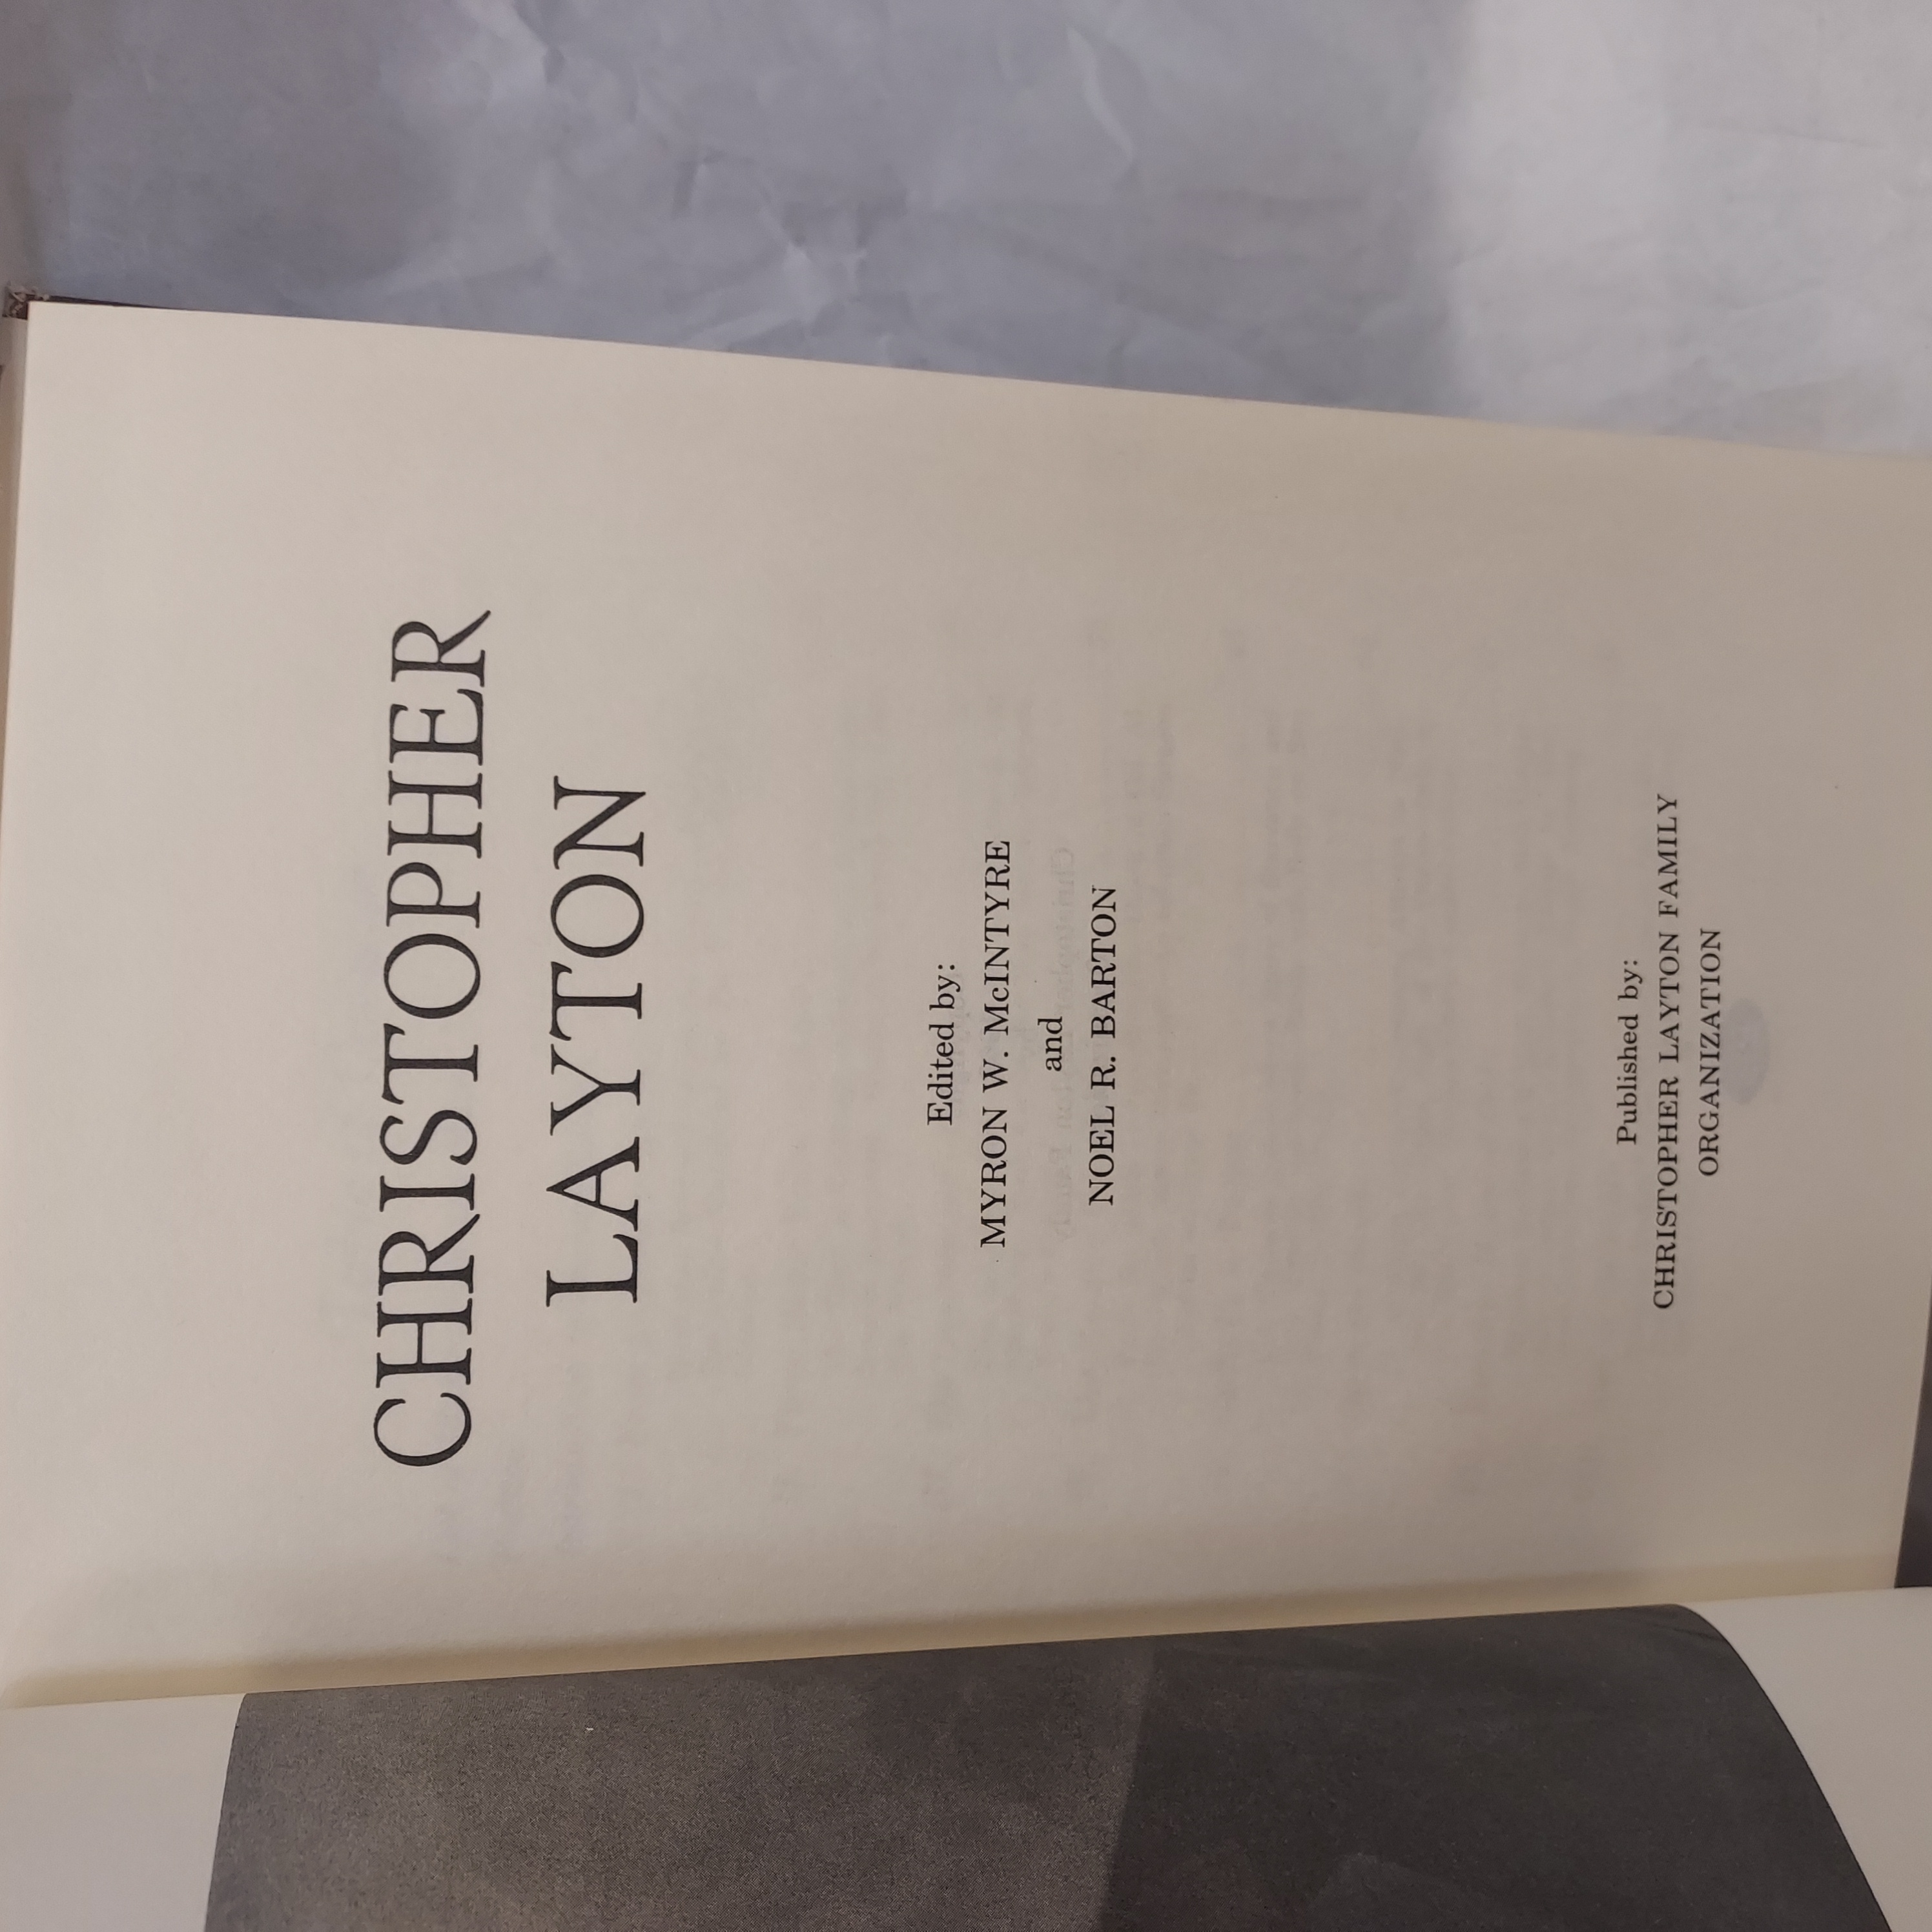 CHRISTOPHER
LAYTON
Edited by:
MYRON W. McINTYRE
and
NOEL R. BARTON
Published by:
CHRISTOPHER LAYTON FAMILY
ORGANIZATION